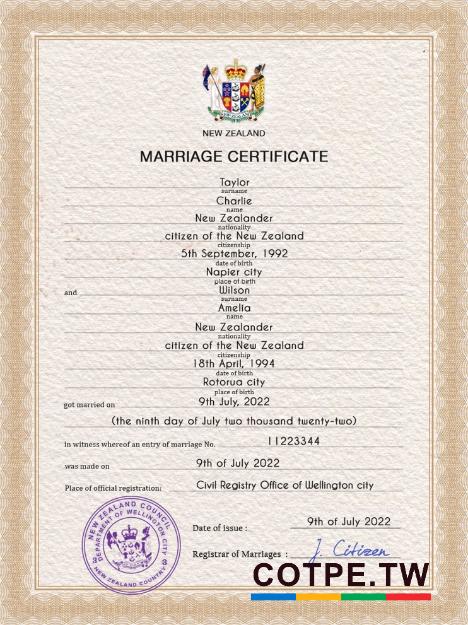 NEW ZEALAND
MARRIAGE CERTIFICATE
Taylor
surname
Charlie
name
New Zealander
nationality
citizen of the New Zealand
citizenship
5th September, 1992
date of birth
Napier city
place of birth
and Wilson
surname
Amelia
name
New Zealander
nationality
citizen of the New Zealand
citizenship
18th April, 1994
date of birth
Rotorua city
place of birth
got married on 9th July, 2022
(the ninth day of July two thousand twenty-two)
in witness whereof an entry of marriage No. 11223344
was made on 9th of July 2022
Place of official registration: Civil Registry Office of Wellington city
NEW ZEALAND COUNCIL
DEPARTMENT OF WELLINGTON CITY
NEW ZEALAND COUNTRY
Date of issue : 9th of July 2022
Registrar of Marriages : J. Citizen
COTPE.TW